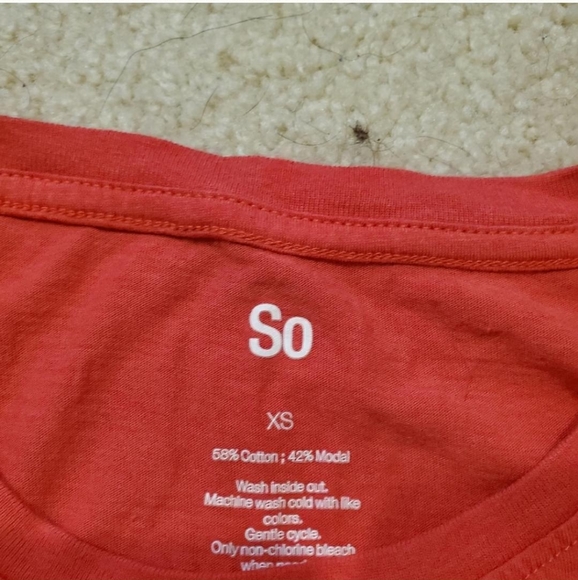 So
XS
58% Cotton ; 42% Modal
Wash inside out.
Machine wash cold with like
colors.
Gentle cycle.
Only non-chlorine bleach
when